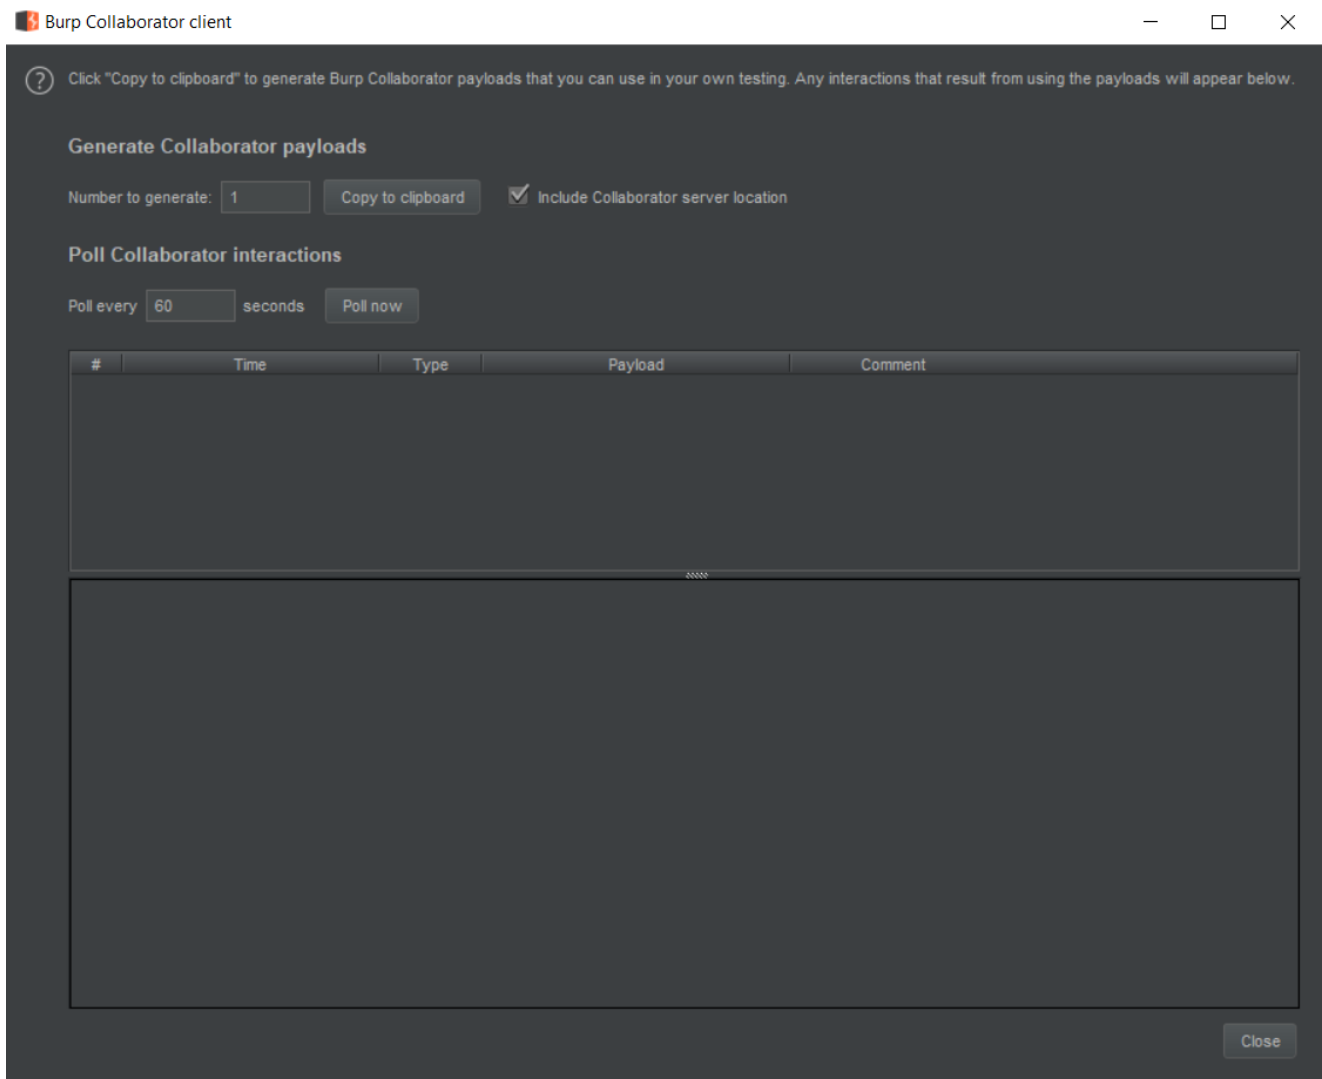 Burp Collaborator client
Click "Copy to clipboard" to generate Burp Collaborator payloads that you can use in your own testing. Any interactions that result from using the payloads will appear below.
Generate Collaborator payloads
Number to generate: 1 Copy to clipboard Include Collaborator server location
Poll Collaborator interactions
Poll every 60 seconds Poll now
# Time Type Payload Comment
Close